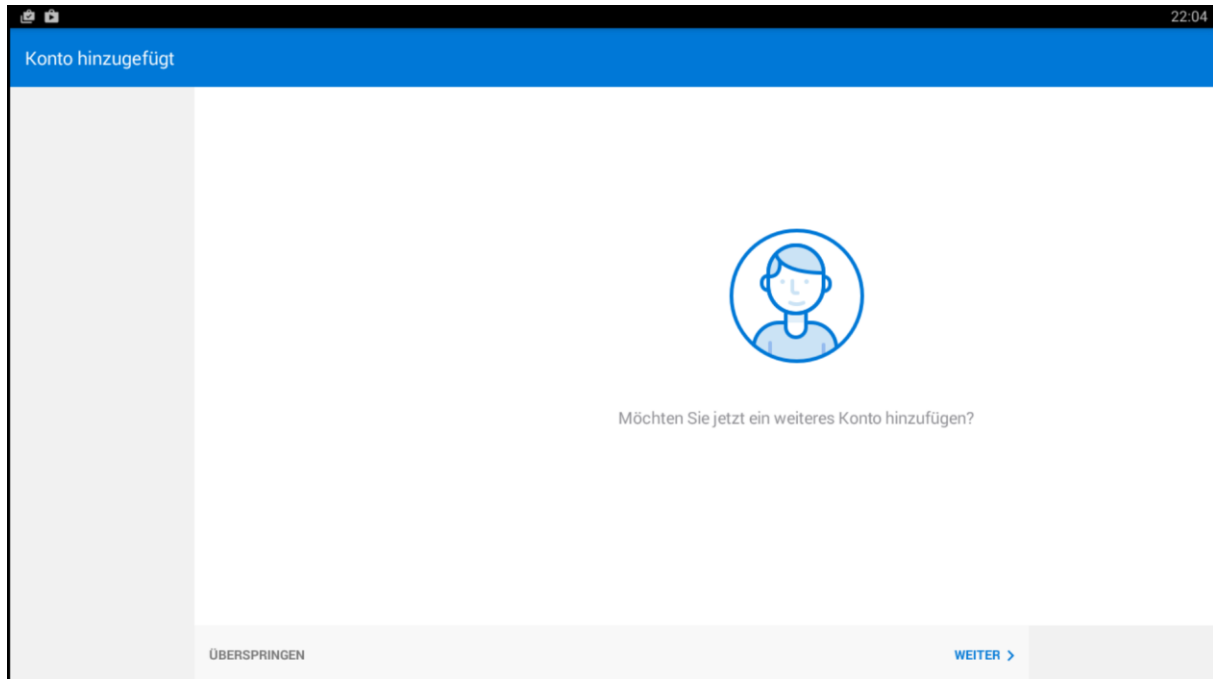 22:04
Konto hinzugefügt
Möchten Sie jetzt ein weiteres Konto hinzufügen?
ÜBERSPRINGEN
WEITER